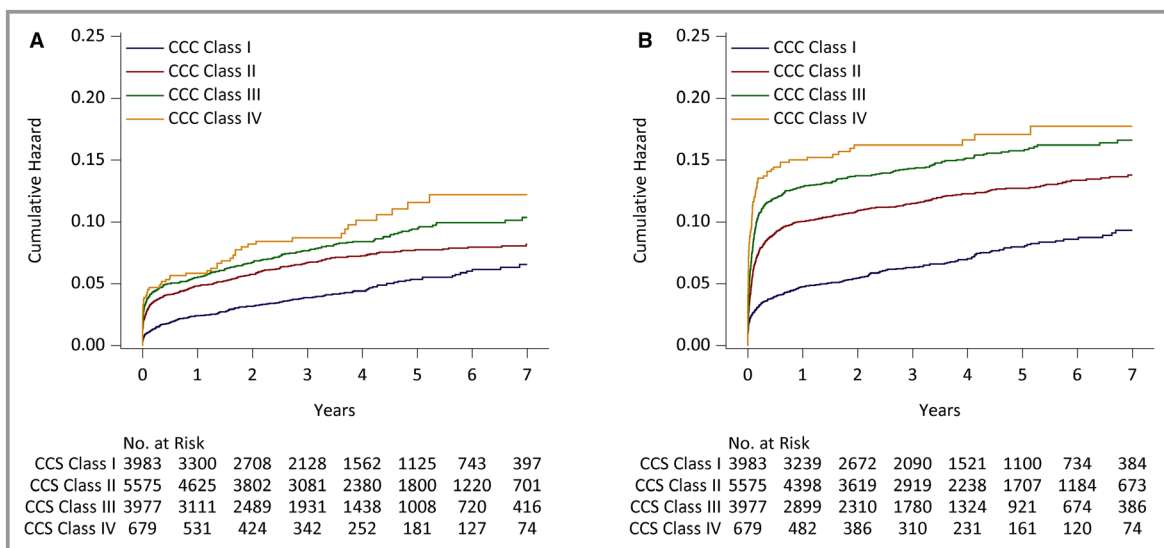 A
0.25
0.20
0.15
0.10
0.05
0.00
Cumulative Hazard
CCC Class I
CCC Class II
CCC Class III
CCC Class IV
0 1 2 3 4 5 6 7
Years
No. at Risk
CCS Class I 3983 3300 2708 2128 1562 1125 743 397
CCS Class II 5575 4625 3802 3081 2380 1800 1220 701
CCS Class III 3977 3111 2489 1931 1438 1008 720 416
CCS Class IV 679 531 424 342 252 181 127 74
B
0.25
0.20
0.15
0.10
0.05
0.00
Cumulative Hazard
CCC Class I
CCC Class II
CCC Class III
CCC Class IV
0 1 2 3 4 5 6 7
Years
No. at Risk
CCS Class I 3983 3239 2672 2090 1521 1100 734 384
CCS Class II 5575 4398 3619 2919 2238 1707 1184 673
CCS Class III 3977 2899 2310 1780 1324 921 674 386
CCS Class IV 679 482 386 310 231 161 120 74